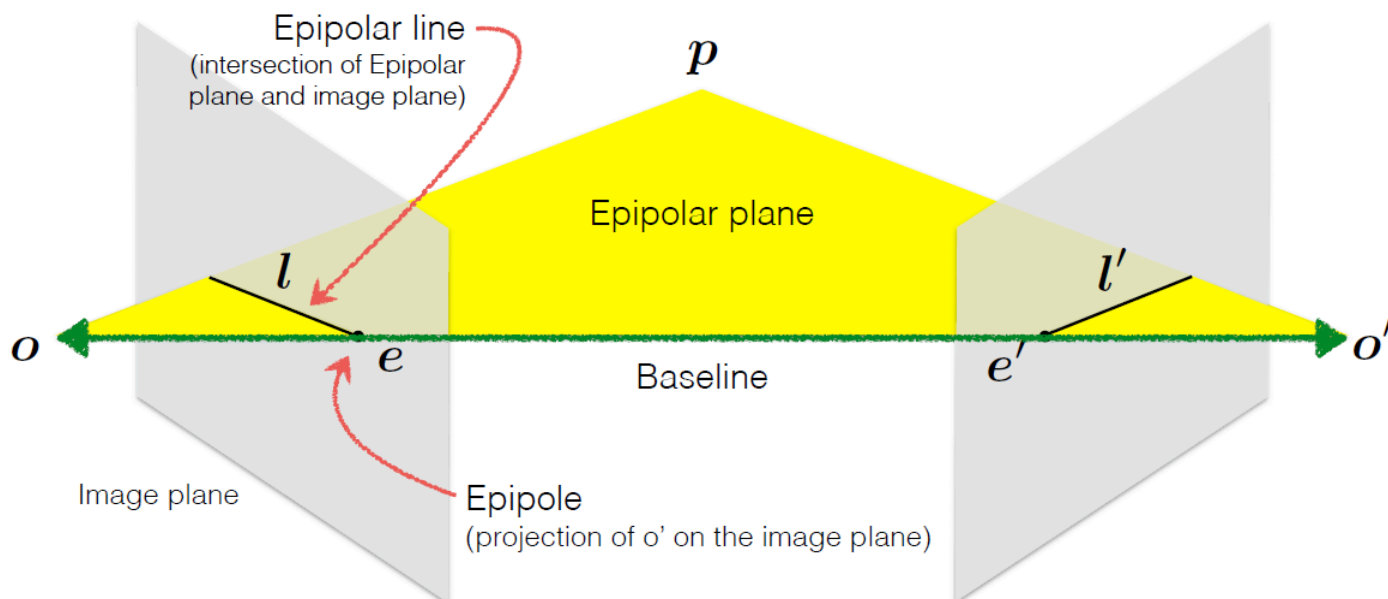 Epipolar line
(intersection of Epipolar
plane and image plane)
p
Epipolar plane
l
l′
o
e
e′
o′
Baseline
Image plane
Epipole
(projection of o’ on the image plane)